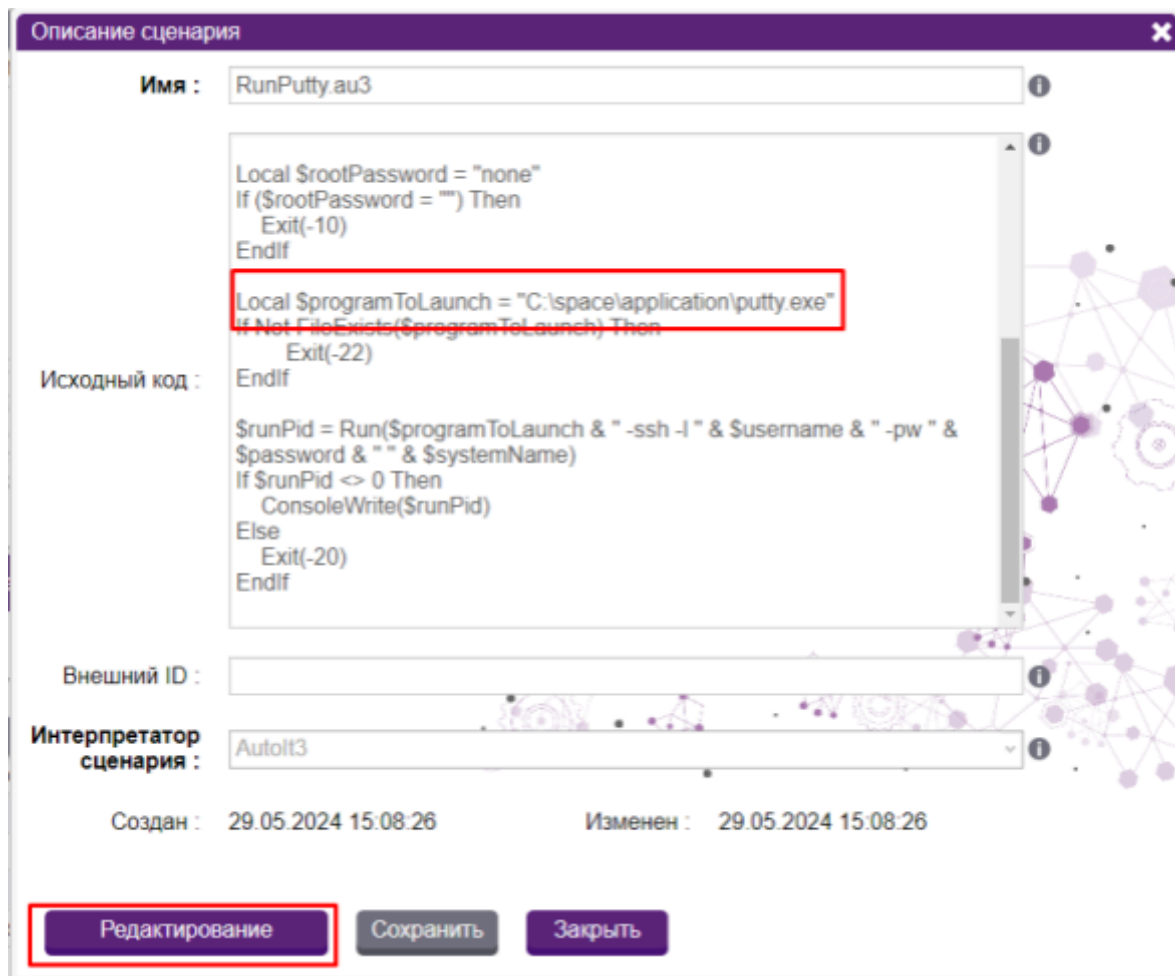 Описание сценария
Имя :
RunPutty.au3
Local $rootPassword = "none"
If ($rootPassword = "") Then
Exit(-10)
EndIf
Local $programToLaunch = "C:\space\application\putty.exe"
If Not FileExists($programToLaunch) Then
Exit(-22)
Исходный код :
EndIf
$runPid = Run($programToLaunch & " -ssh -l " & $username & " -pw " &
$password & " " & $systemName)
If $runPid <> 0 Then
ConsoleWrite($runPid)
Else
Exit(-20)
EndIf
Внешний ID :
Интерпретатор
сценария :
AutoIt3
Создан : 29.05.2024 15:08:26 Изменен : 29.05.2024 15:08:26
Редактирование Сохранить Закрыть